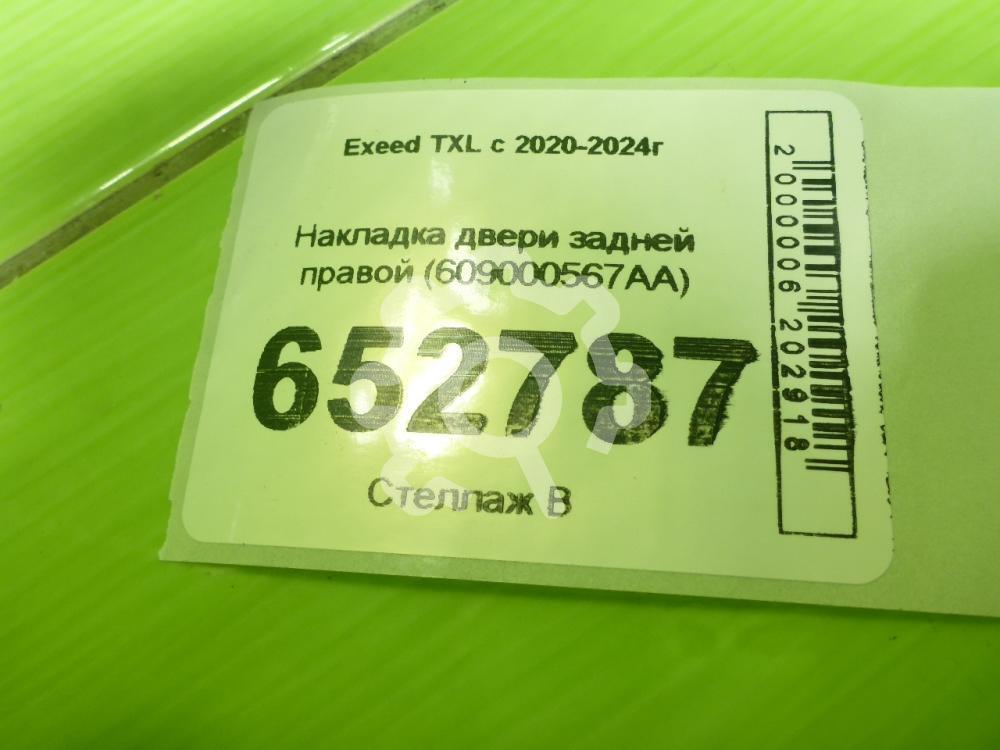 Exeed TXL с 2020-2024г
Накладка двери задней
правой (609000567AA)
652787
Стеллаж В
2000006202918